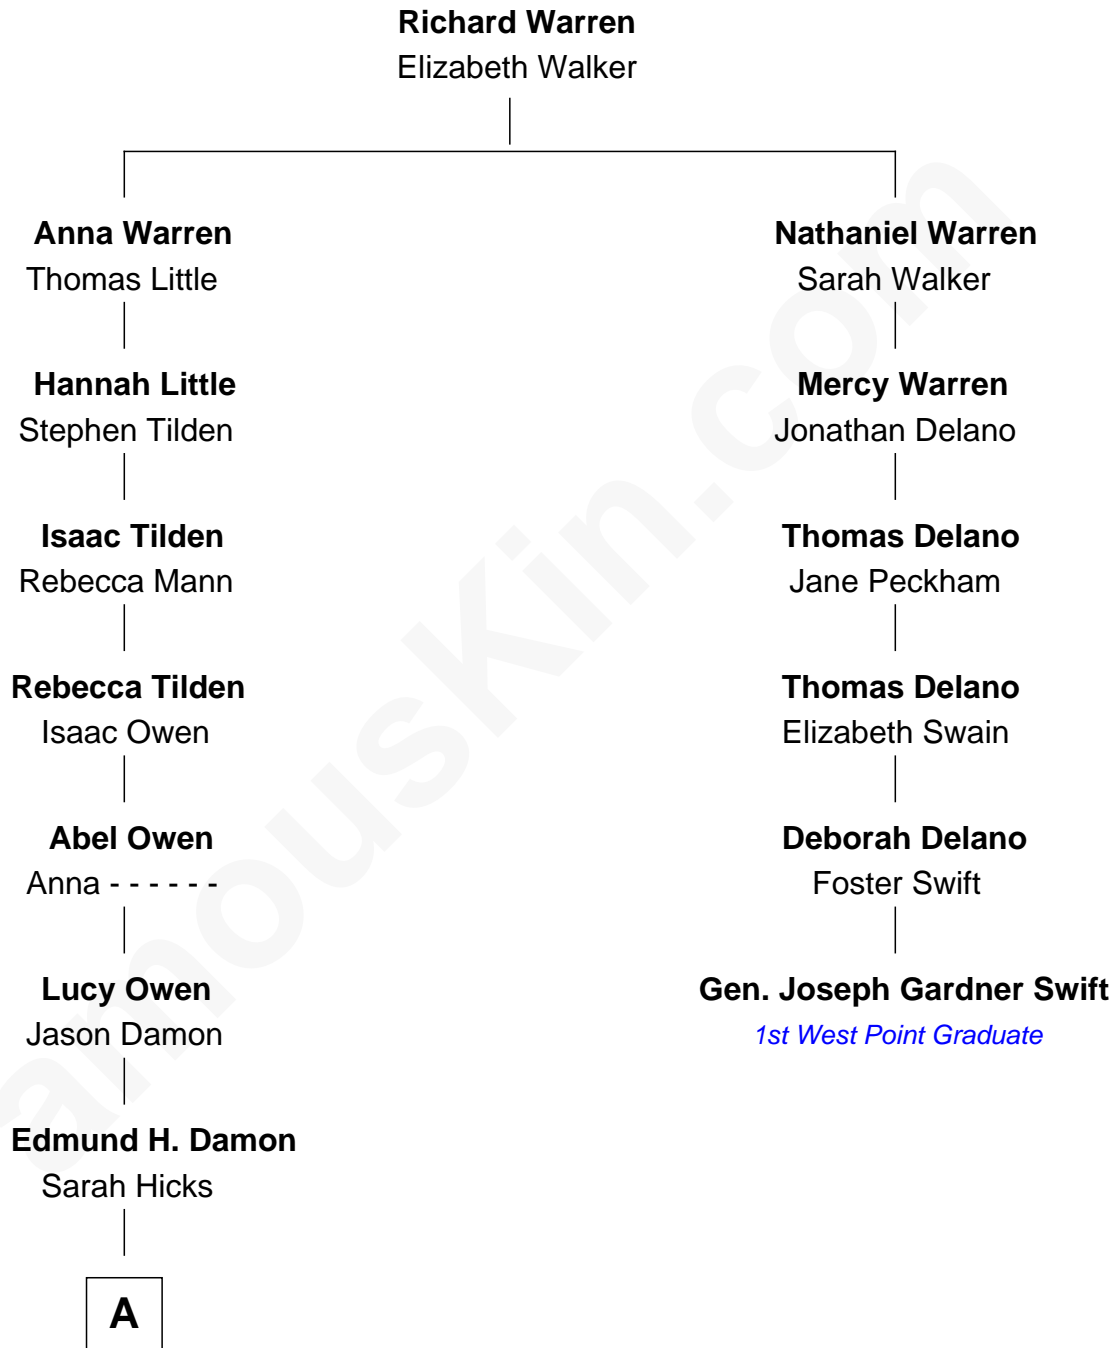 Richard Warren
Elizabeth Walker
Anna Warren
Thomas Little
Hannah Little
Stephen Tilden
Isaac Tilden
Rebecca Mann
Rebecca Tilden
Isaac Owen
Abel Owen
Anna - - - - - -
Lucy Owen
Jason Damon
Edmund H. Damon
Sarah Hicks
A
Nathaniel Warren
Sarah Walker
Mercy Warren
Jonathan Delano
Thomas Delano
Jane Peckham
Thomas Delano
Elizabeth Swain
Deborah Delano
Foster Swift
Gen. Joseph Gardner Swift
1st West Point Graduate
amouskin.com